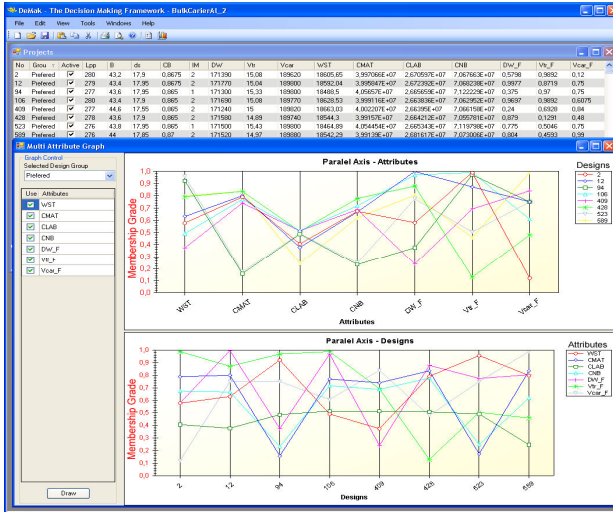 DeMak - The Decision Making Framework - BulkCarierAl_2
File Edit View Tools Windows Help
Projects
No Grou Active Lpp B ds CB IM DW Vtr Vcar WST CMAT CLAB CNB DW_F Vtr_F Vcar_F
2 Prefered 280 43,2 17,9 0,8675 2 171390 15,08 189620 18605,65 3,997066E+07 2,670597E+07 7,067663E+07 0,5798 0,9892 0,12
12 Prefered 279 43,4 17,95 0,8675 1 171770 15,04 189800 18592,04 3,995847E+07 2,672392E+07 7,068238E+07 0,9977 0,8719 0,75
94 Prefered 277 43,6 17,95 0,865 1 171300 15,33 189800 18488,5 4,05657E+07 2,665659E+07 7,122229E+07 0,375 0,97 0,75
106 Prefered 280 43,4 17,9 0,8675 2 171690 15,08 190770 18628,53 3,999116E+07 2,663836E+07 7,062952E+07 0,9697 0,9892 0,6075
409 Prefered 277 44,6 17,55 0,865 2 171240 15 189820 18663,03 4,002207E+07 2,66395E+07 7,066158E+07 0,24 0,6928 0,84
428 Prefered 278 43,6 17,9 0,865 2 171580 14,89 189740 18544,3 3,99157E+07 2,664212E+07 7,055781E+07 0,879 0,1291 0,48
523 Prefered 276 43,8 17,95 0,865 1 171500 15,43 189800 18464,89 4,054454E+07 2,665343E+07 7,119798E+07 0,775 0,5046 0,75
589 Prefered 276 44 17,85 0,87 2 171520 14,97 189880 18542,29 3,99139E+07 2,681617E+07 7,073006E+07 0,804 0,4593 0,99
Multi Attribute Graph
Graph Control
Selected Design Group
Prefered
Use Attributes
WST
CMAT
CLAB
CNB
DW_F
Vtr_F
Vcar_F
Draw
Paralel Axis - Attributes
Membership Grade
1,0
0,9
0,8
0,7
0,6
0,5
0,4
0,3
0,2
0,1
0,0
WST CMAT CLAB CNB DW_F Vtr_F Vcar_F
Attributes
Designs
2
12
94
106
409
428
523
589
Paralel Axis - Designs
Membership Grade
1,0
0,9
0,8
0,7
0,6
0,5
0,4
0,3
0,2
0,1
0,0
2 12 94 106 409 428 523 589
Designs
Attributes
WST
CMAT
CLAB
CNB
DW_F
Vtr_F
Vcar_F